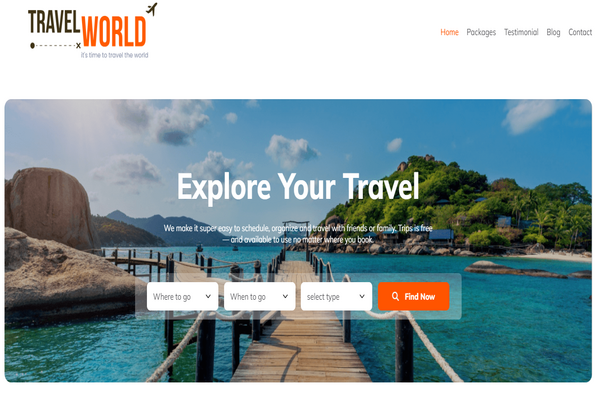 TRAVEL WORLD
It's time to travel the world
Home Packages Testimonial Blog Contact
Explore Your Travel
We make it super easy to schedule, organize and travel with friends or family. Trips is free
— and available to use no matter where you book.
Where to go When to go select type Find Now